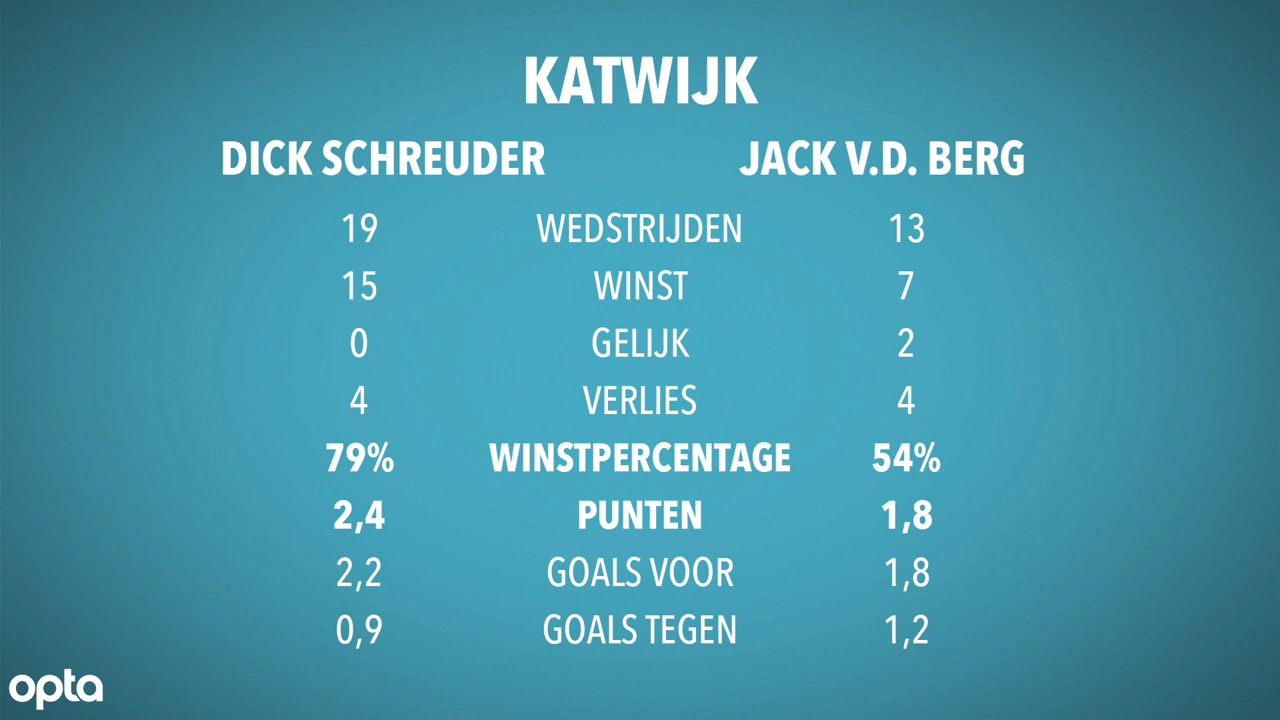 KATWIJK
DICK SCHREUDER JACK V.D. BERG
19 WEDSTRIJDEN 13
15 WINST 7
0 GELIJK 2
4 VERLIES 4
79% WINSTPERCENTAGE 54%
2,4 PUNTEN 1,8
2,2 GOALS VOOR 1,8
0,9 GOALS TEGEN 1,2
opta